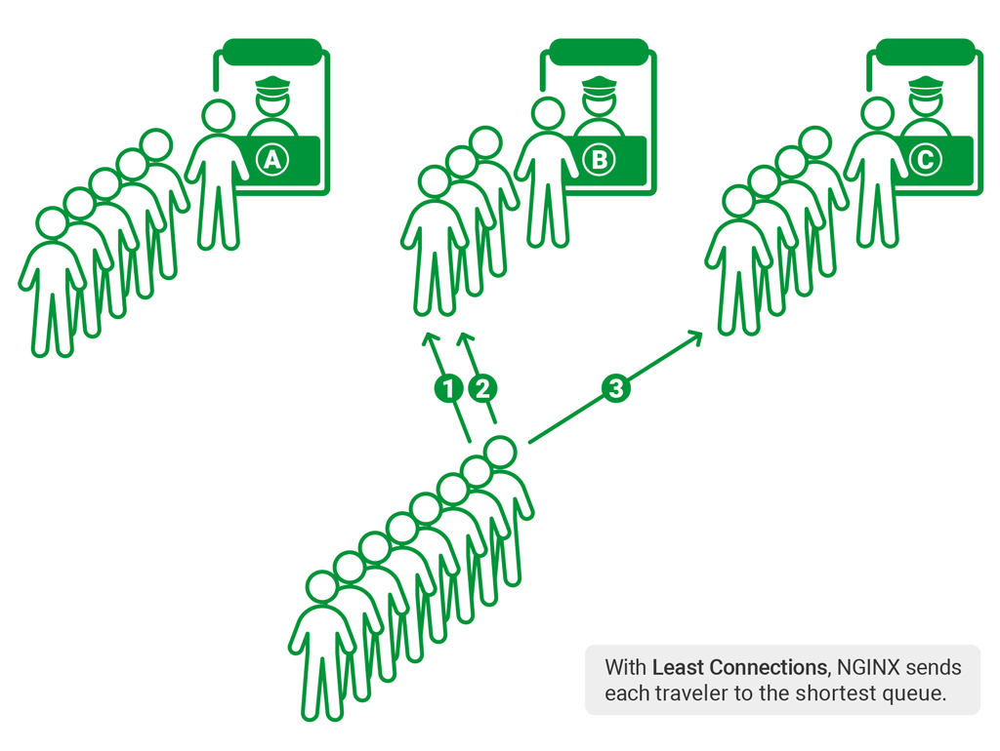 A
B
C
1
2
3
With Least Connections, NGINX sends
each traveler to the shortest queue.